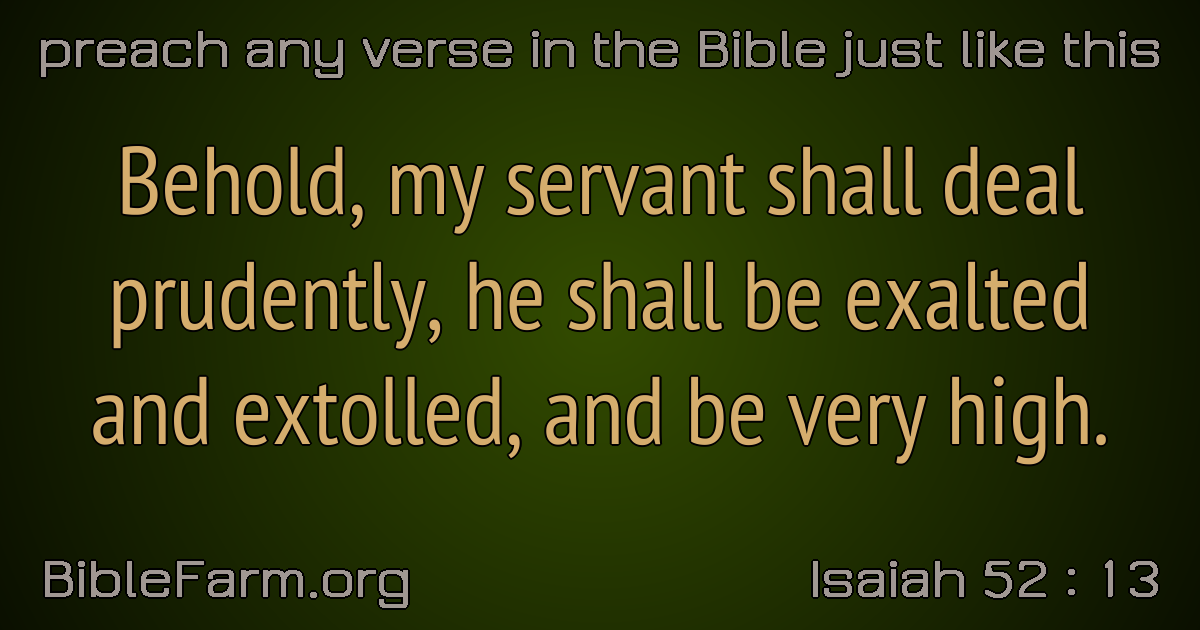 preach any verse in the Bible just like this
Behold, my servant shall deal
prudently, he shall be exalted
and extolled, and be very high.
BibleFarm.org
Isaiah 52 : 13